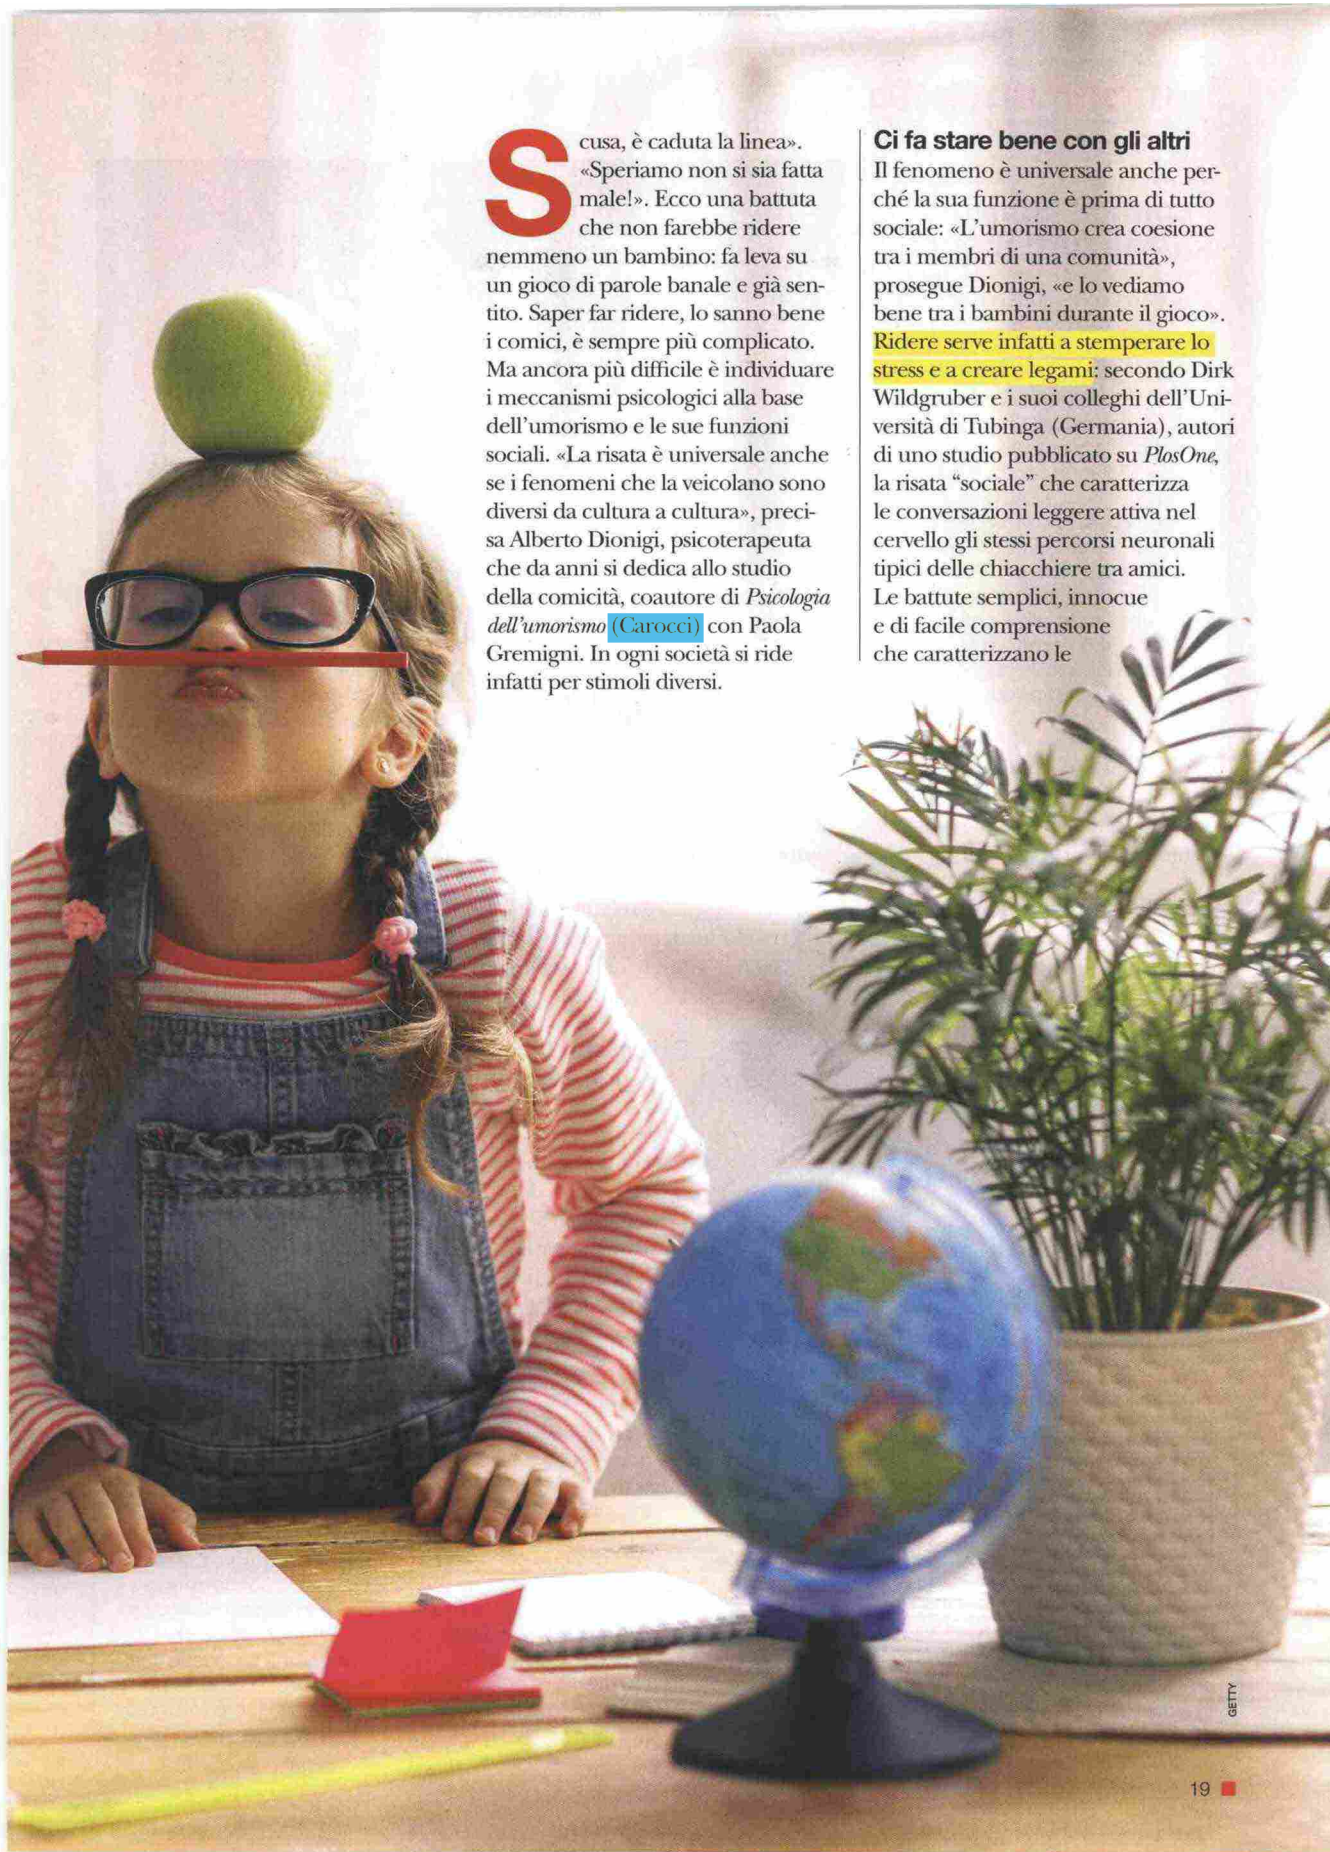 Scusa, è caduta la linea».
«Speriamo non si sia fatta
male!». Ecco una battuta
che non farebbe ridere
nemmeno un bambino: fa leva su
un gioco di parole banale e già sen-
tito. Saper far ridere, lo sanno bene
i comici, è sempre più complicato.
Ma ancora più difficile è individuare
i meccanismi psicologici alla base
dell'umorismo e le sue funzioni
sociali. «La risata è universale anche
se i fenomeni che la veicolano sono
diversi da cultura a cultura», preci-
sa Alberto Dionigi, psicoterapeuta
che da anni si dedica allo studio
della comicità, coautore di Psicologia
dell'umorismo (Carocci) con Paola
Gremigni. In ogni società si ride
infatti per stimoli diversi.
Ci fa stare bene con gli altri
Il fenomeno è universale anche per-
ché la sua funzione è prima di tutto
sociale: «L'umorismo crea coesione
tra i membri di una comunità»,
prosegue Dionigi, «e lo vediamo
bene tra i bambini durante il gioco».
Ridere serve infatti a stemperare lo
stress e a creare legami: secondo Dirk
Wildgruber e i suoi colleghi dell'Uni-
versità di Tubinga (Germania), autori
di uno studio pubblicato su PlosOne,
la risata “sociale” che caratterizza
le conversazioni leggere attiva nel
cervello gli stessi percorsi neuronali
tipici delle chiacchiere tra amici.
Le battute semplici, innocue
e di facile comprensione
che caratterizzano le
GETTY
19